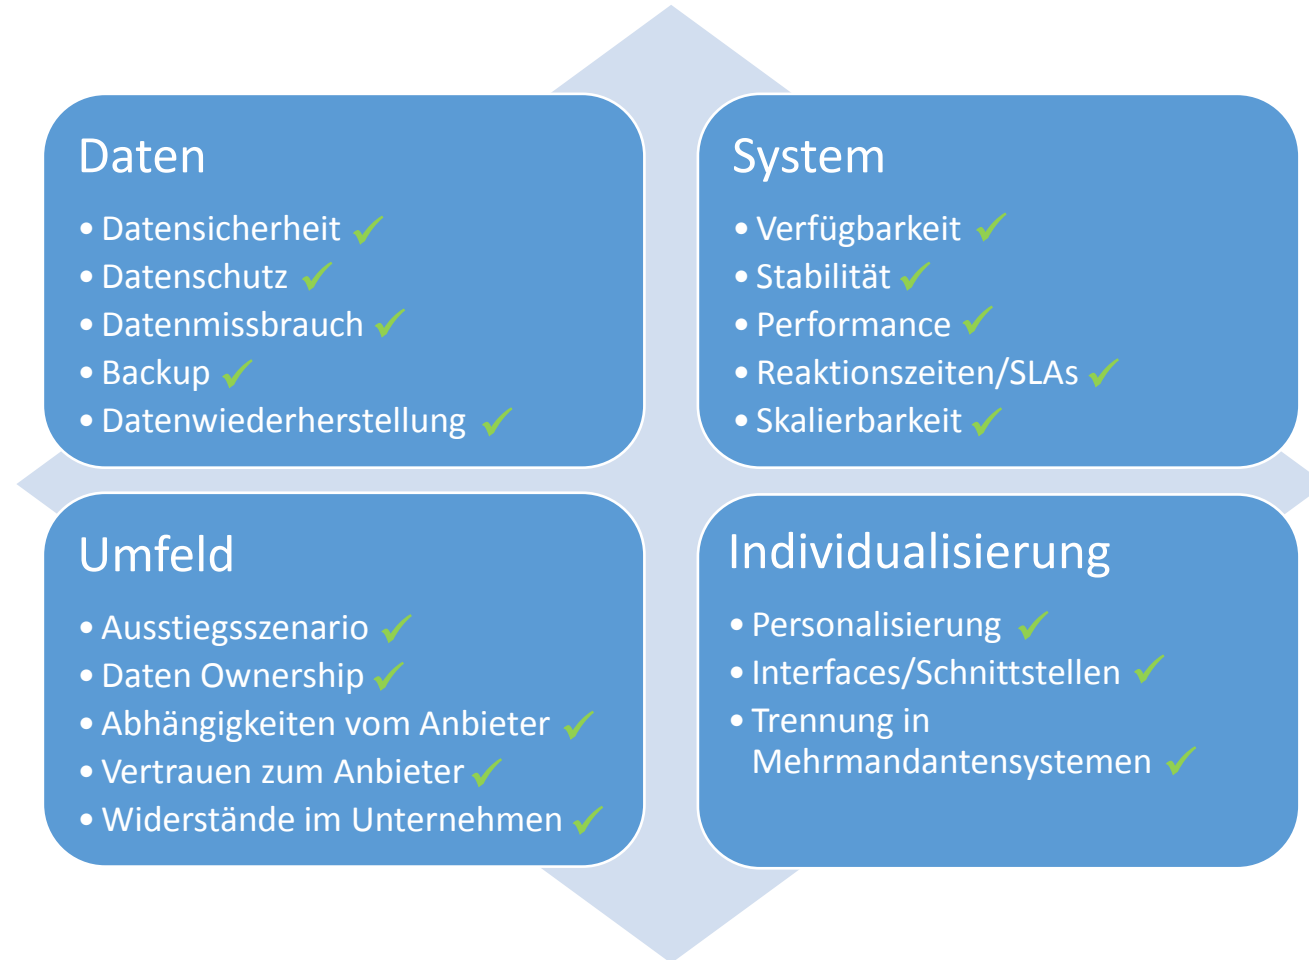 Daten
• Datensicherheit ✓
• Datenschutz ✓
• Datenmissbrauch ✓
• Backup ✓
• Datenwiederherstellung ✓
System
• Verfügbarkeit ✓
• Stabilität ✓
• Performance ✓
• Reaktionszeiten/SLAs ✓
• Skalierbarkeit ✓
Umfeld
• Ausstiegsszenario ✓
• Daten Ownership ✓
• Abhängigkeiten vom Anbieter ✓
• Vertrauen zum Anbieter ✓
• Widerstände im Unternehmen ✓
Individualisierung
• Personalisierung ✓
• Interfaces/Schnittstellen ✓
• Trennung in
Mehrmandantensystemen ✓